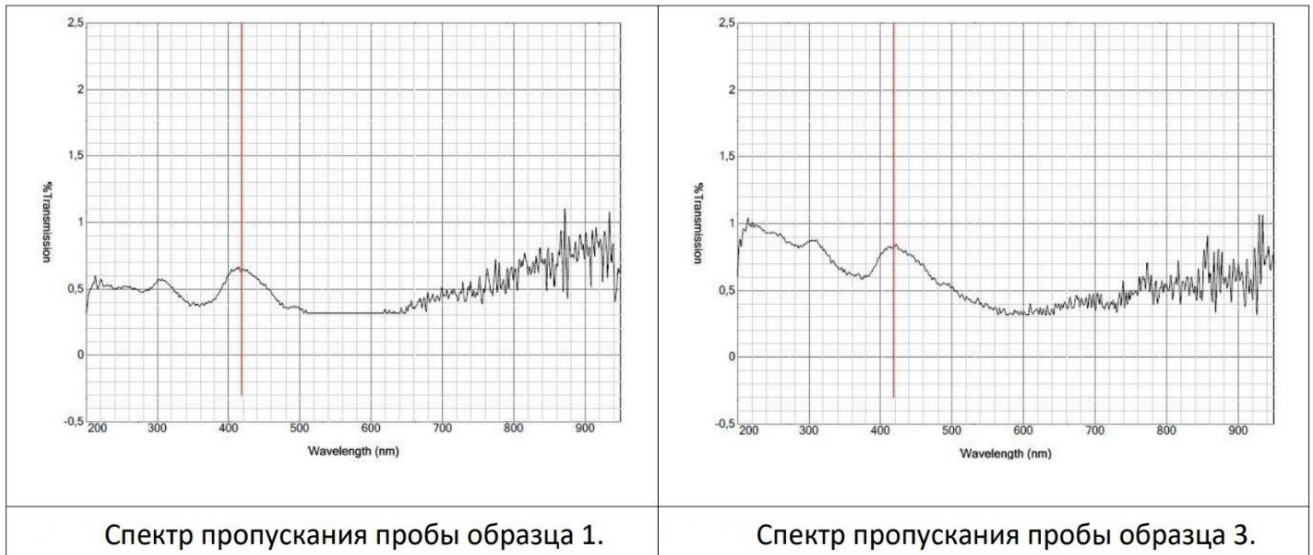 2,5
2
1,5
1
0,5
0
-0,5
%Transmission
200 300 400 500 600 700 800 900
Wavelength (nm)
Спектр пропускания пробы образца 1.
2,5
2
1,5
1
0,5
0
-0,5
%Transmission
200 300 400 500 600 700 800 900
Wavelength (nm)
Спектр пропускания пробы образца 3.